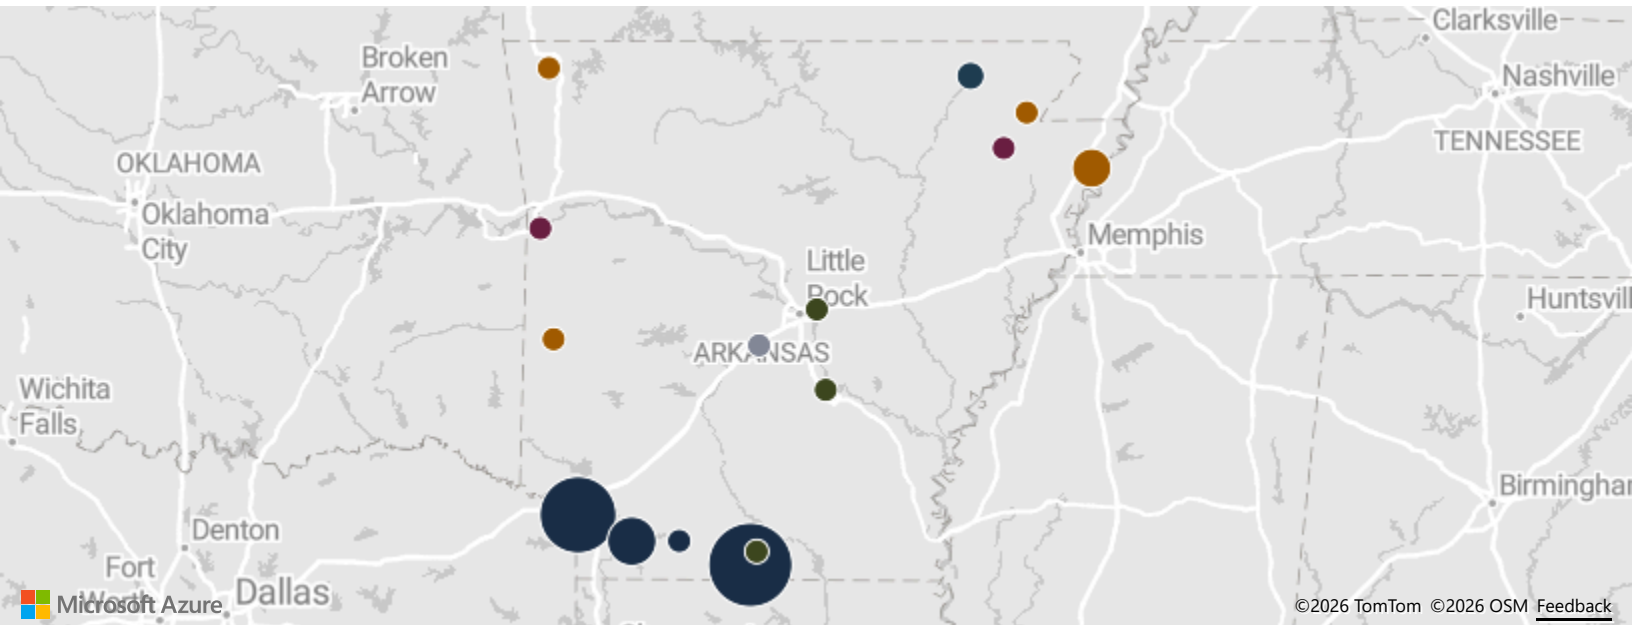 Clarksville
Broken
Arrow
Nashville
TENNESSEE
OKLAHOMA
Oklahoma
City
Memphis
Little
Rock
Huntsvill
ARKANSAS
Wichita
Falls
Birminghar
Denton
Fort
Worth
Dallas
Microsoft Azure
©2026 TomTom ©2026 OSM Feedback